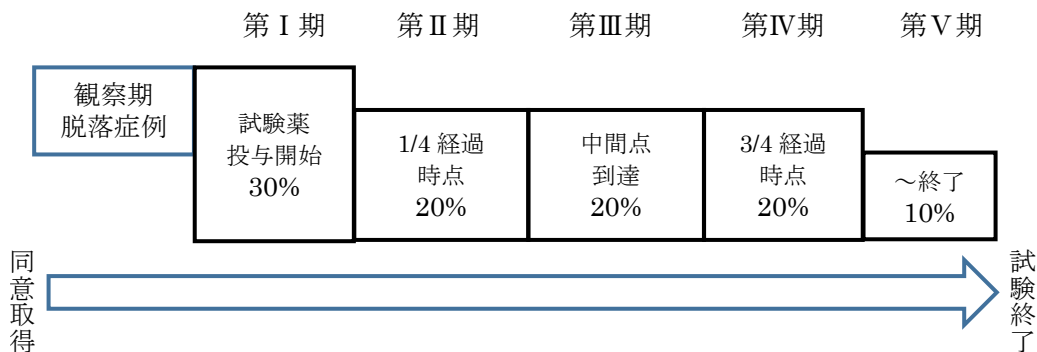 第Ⅰ期 第Ⅱ期 第Ⅲ期 第Ⅳ期 第Ⅴ期
観察期
脱落症例
試験薬
投与開始
30%
1/4 経過
時点
20%
中間点
到達
20%
3/4 経過
時点
20%
～終了
10%
同意取得
試験終了